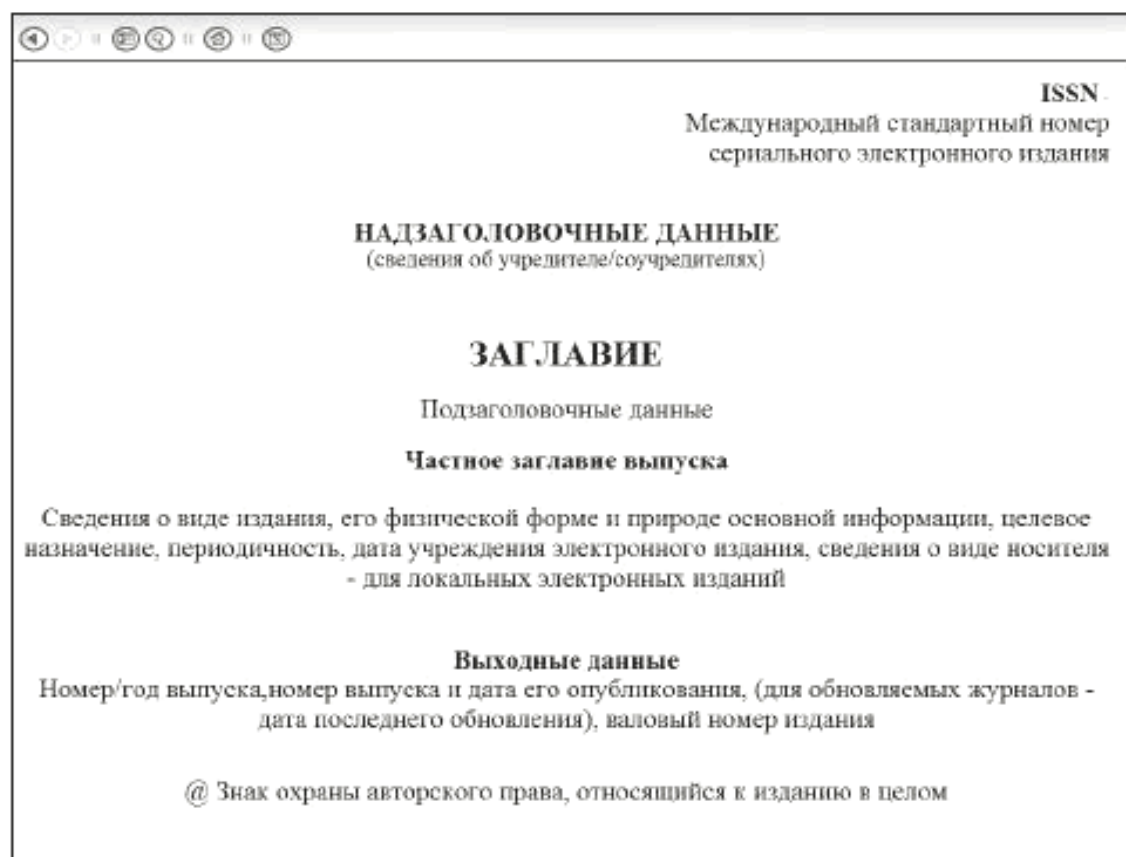 ISSN -
Международный стандартный номер
сериального электронного издания
НАДЗАГОЛОВОЧНЫЕ ДАННЫЕ
(сведения об учредителе/соучредителях)
ЗАГЛАВИЕ
Подзаголовочные данные
Частное заглавие выпуска
Сведения о виде издания, его физической форме и природе основной информации, целевое
назначение, периодичность, дата учреждения электронного издания, сведения о виде носителя
- для локальных электронных изданий
Выходные данные
Номер/год выпуска,номер выпуска и дата его опубликования, (для обновляемых журналов -
дата последнего обновления), валовый номер издания
@ Знак охраны авторского права, относящийся к изданию в целом